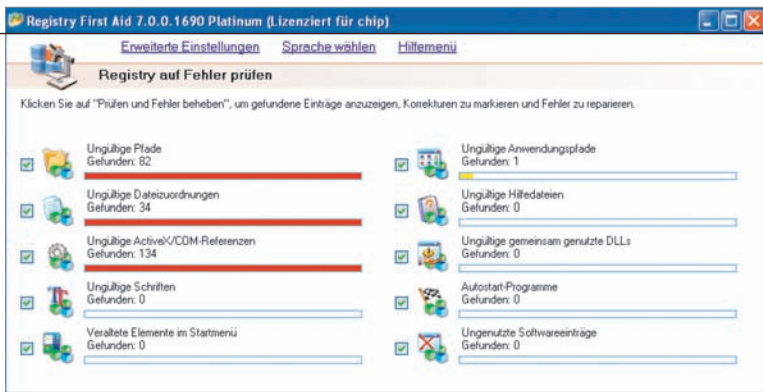 Registry First Aid 7.0.0.1690 Platinum (Lizenziert für chip)
Erweiterte Einstellungen Sprache wählen Hilfemenü
Registry auf Fehler prüfen
Klicken Sie auf "Prüfen und Fehler beheben", um gefundene Einträge anzuzeigen, Korrekturen zu markieren und Fehler zu reparieren.
Ungültige Pfade
Gefunden: 82
Ungültige Dateizuordnungen
Gefunden: 34
Ungültige ActiveX/COM-Referenzen
Gefunden: 134
Ungültige Schriften
Gefunden: 0
Veraltete Elemente im Startmenü
Gefunden: 0
Ungültige Anwendungspfade
Gefunden: 1
Ungültige Hilfedateien
Gefunden: 0
Ungültige gemeinsam genutzte DLLs
Gefunden: 0
Autostart-Programme
Gefunden: 0
Ungenutzte Softwareeinträge
Gefunden: 0